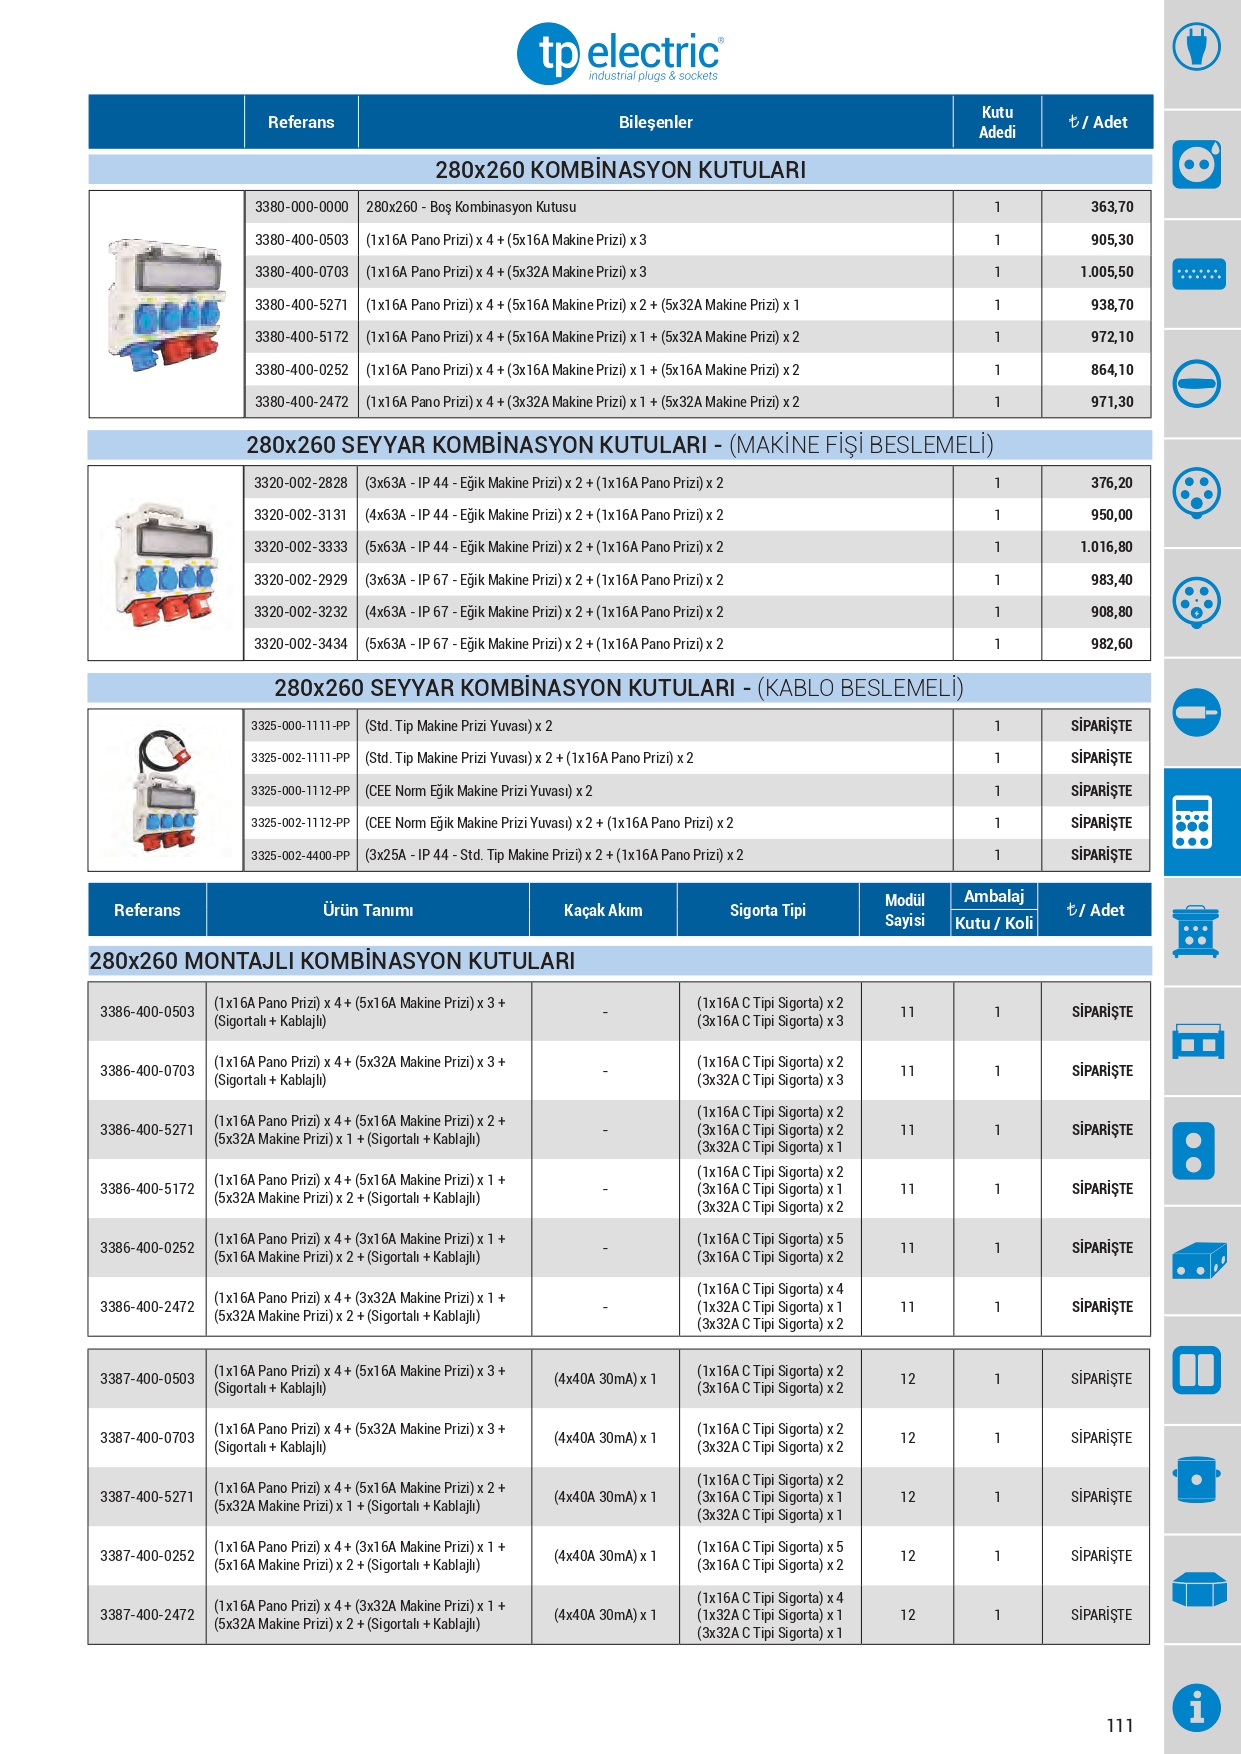 tp electric®
industrial plugs & sockets
Referans Bileşenler Kutu Adedi ₺ / Adet
280x260 KOMBİNASYON KUTULARI
3380-000-0000 280x260 - Boş Kombinasyon Kutusu 1 363,70
3380-400-0503 (1x16A Pano Prizi) x 4 + (5x16A Makine Prizi) x 3 1 905,30
3380-400-0703 (1x16A Pano Prizi) x 4 + (5x32A Makine Prizi) x 3 1 1.005,50
3380-400-5271 (1x16A Pano Prizi) x 4 + (5x16A Makine Prizi) x 2 + (5x32A Makine Prizi) x 1 1 938,70
3380-400-5172 (1x16A Pano Prizi) x 4 + (5x16A Makine Prizi) x 1 + (5x32A Makine Prizi) x 2 1 972,10
3380-400-0252 (1x16A Pano Prizi) x 4 + (3x16A Makine Prizi) x 1 + (5x16A Makine Prizi) x 2 1 864,10
3380-400-2472 (1x16A Pano Prizi) x 4 + (3x32A Makine Prizi) x 1 + (5x32A Makine Prizi) x 2 1 971,30
280x260 SEYYAR KOMBİNASYON KUTULARI - (MAKİNE FİŞİ BESLEMELİ)
3320-002-2828 (3x63A - IP 44 - Eğik Makine Prizi) x 2 + (1x16A Pano Prizi) x 2 1 376,20
3320-002-3131 (4x63A - IP 44 - Eğik Makine Prizi) x 2 + (1x16A Pano Prizi) x 2 1 950,00
3320-002-3333 (5x63A - IP 44 - Eğik Makine Prizi) x 2 + (1x16A Pano Prizi) x 2 1 1.016,80
3320-002-2929 (3x63A - IP 67 - Eğik Makine Prizi) x 2 + (1x16A Pano Prizi) x 2 1 983,40
3320-002-3232 (4x63A - IP 67 - Eğik Makine Prizi) x 2 + (1x16A Pano Prizi) x 2 1 908,80
3320-002-3434 (5x63A - IP 67 - Eğik Makine Prizi) x 2 + (1x16A Pano Prizi) x 2 1 982,60
280x260 SEYYAR KOMBİNASYON KUTULARI - (KABLO BESLEMELİ)
3325-000-1111-PP (Std. Tip Makine Prizi Yuvası) x 2 1 SİPARİŞTE
3325-002-1111-PP (Std. Tip Makine Prizi Yuvası) x 2 + (1x16A Pano Prizi) x 2 1 SİPARİŞTE
3325-000-1112-PP (CEE Norm Eğik Makine Prizi Yuvası) x 2 1 SİPARİŞTE
3325-002-1112-PP (CEE Norm Eğik Makine Prizi Yuvası) x 2 + (1x16A Pano Prizi) x 2 1 SİPARİŞTE
3325-002-4400-PP (3x25A - IP 44 - Std. Tip Makine Prizi) x 2 + (1x16A Pano Prizi) x 2 1 SİPARİŞTE
Referans Ürün Tanımı Kaçak Akım Sigorta Tipi Modül Sayisi Ambalaj Kutu / Koli ₺ / Adet
280x260 MONTAJLI KOMBİNASYON KUTULARI
3386-400-0503 (1x16A Pano Prizi) x 4 + (5x16A Makine Prizi) x 3 + - (1x16A C Tipi Sigorta) x 2 11 1 SİPARİŞTE
(Sigortalı + Kablajlı) (3x16A C Tipi Sigorta) x 3
3386-400-0703 (1x16A Pano Prizi) x 4 + (5x32A Makine Prizi) x 3 + - (1x16A C Tipi Sigorta) x 2 11 1 SİPARİŞTE
(Sigortalı + Kablajlı) (3x32A C Tipi Sigorta) x 3
3386-400-5271 (1x16A Pano Prizi) x 4 + (5x16A Makine Prizi) x 2 + - (1x16A C Tipi Sigorta) x 2 11 1 SİPARİŞTE
(5x32A Makine Prizi) x 1 + (Sigortalı + Kablajlı) (3x16A C Tipi Sigorta) x 2
(3x32A C Tipi Sigorta) x 1
3386-400-5172 (1x16A Pano Prizi) x 4 + (5x16A Makine Prizi) x 1 + - (1x16A C Tipi Sigorta) x 2 11 1 SİPARİŞTE
(5x32A Makine Prizi) x 2 + (Sigortalı + Kablajlı) (3x16A C Tipi Sigorta) x 1
(3x32A C Tipi Sigorta) x 2
3386-400-0252 (1x16A Pano Prizi) x 4 + (3x16A Makine Prizi) x 1 + - (1x16A C Tipi Sigorta) x 5 11 1 SİPARİŞTE
(5x16A Makine Prizi) x 2 + (Sigortalı + Kablajlı) (3x16A C Tipi Sigorta) x 2
3386-400-2472 (1x16A Pano Prizi) x 4 + (3x32A Makine Prizi) x 1 + - (1x16A C Tipi Sigorta) x 4 11 1 SİPARİŞTE
(5x32A Makine Prizi) x 2 + (Sigortalı + Kablajlı) (1x32A C Tipi Sigorta) x 1
(3x32A C Tipi Sigorta) x 2
3387-400-0503 (1x16A Pano Prizi) x 4 + (5x16A Makine Prizi) x 3 + (4x40A 30mA) x 1 (1x16A C Tipi Sigorta) x 2 12 1 SİPARİŞTE
(Sigortalı + Kablajlı) (3x16A C Tipi Sigorta) x 2
3387-400-0703 (1x16A Pano Prizi) x 4 + (5x32A Makine Prizi) x 3 + (4x40A 30mA) x 1 (1x16A C Tipi Sigorta) x 2 12 1 SİPARİŞTE
(Sigortalı + Kablajlı) (3x32A C Tipi Sigorta) x 2
3387-400-5271 (1x16A Pano Prizi) x 4 + (5x16A Makine Prizi) x 2 + (4x40A 30mA) x 1 (1x16A C Tipi Sigorta) x 2 12 1 SİPARİŞTE
(5x32A Makine Prizi) x 1 + (Sigortalı + Kablajlı) (3x16A C Tipi Sigorta) x 1
(3x32A C Tipi Sigorta) x 1
3387-400-0252 (1x16A Pano Prizi) x 4 + (3x16A Makine Prizi) x 1 + (4x40A 30mA) x 1 (1x16A C Tipi Sigorta) x 5 12 1 SİPARİŞTE
(5x16A Makine Prizi) x 2 + (Sigortalı + Kablajlı) (3x16A C Tipi Sigorta) x 2
3387-400-2472 (1x16A Pano Prizi) x 4 + (3x32A Makine Prizi) x 1 + (4x40A 30mA) x 1 (1x16A C Tipi Sigorta) x 4 12 1 SİPARİŞTE
(5x32A Makine Prizi) x 2 + (Sigortalı + Kablajlı) (1x32A C Tipi Sigorta) x 1
(3x32A C Tipi Sigorta) x 1
111